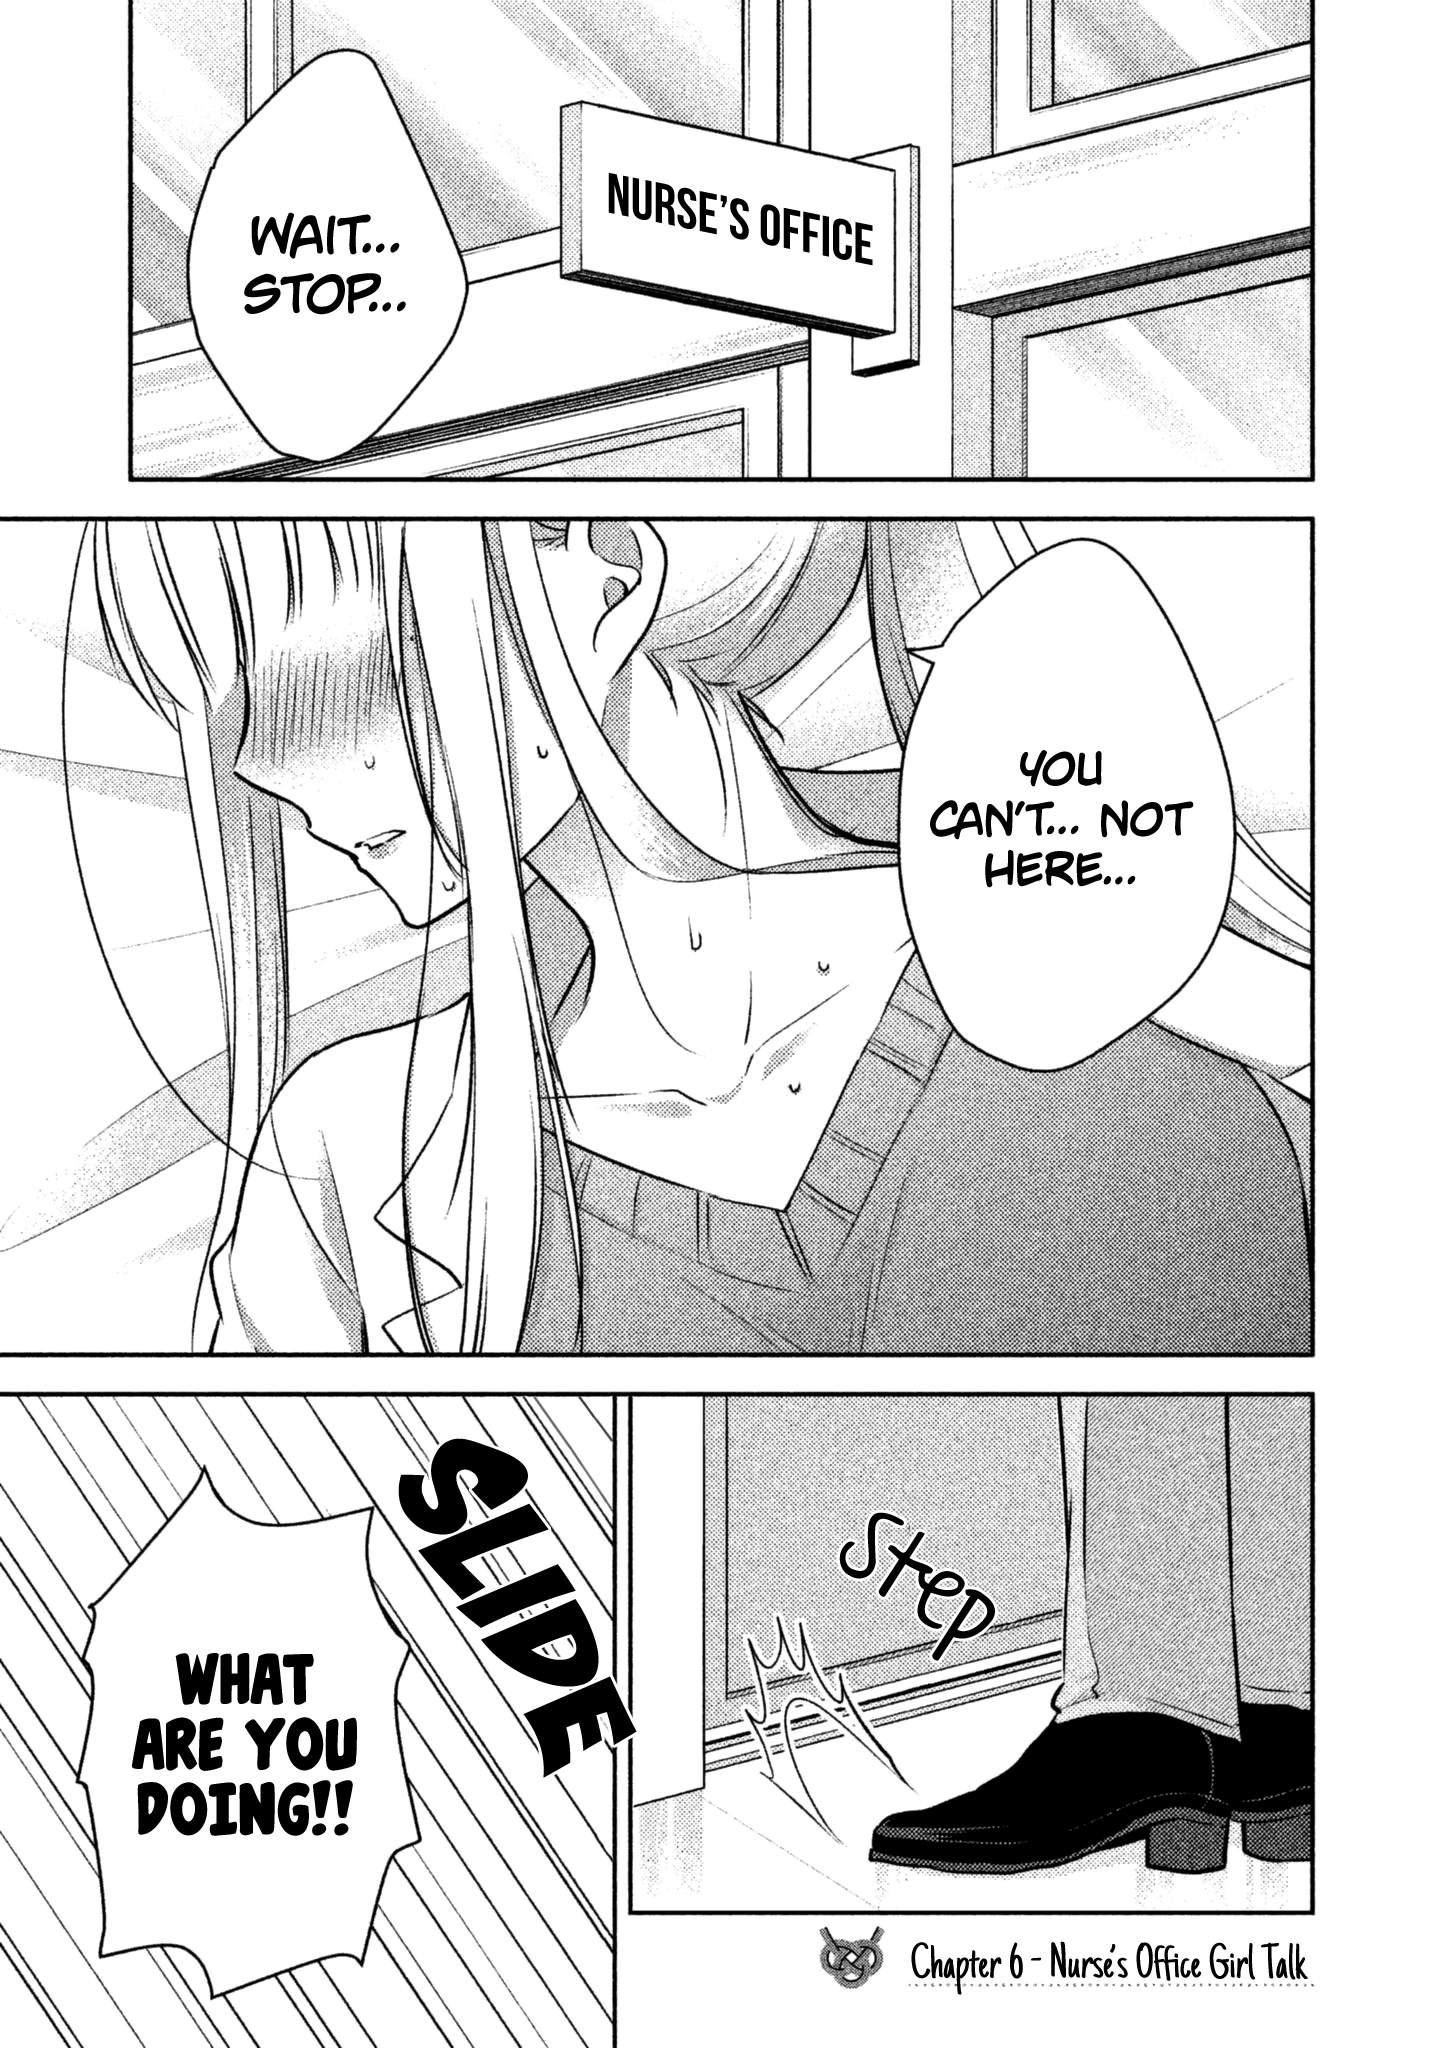 NURSE'S OFFICE
WAIT...
STOP...
YOU
CAN'T... NOT
HERE...
Step
SLIDE
WHAT
ARE YOU
DOING!!
Chapter 6 - Nurse's Office Girl Talk